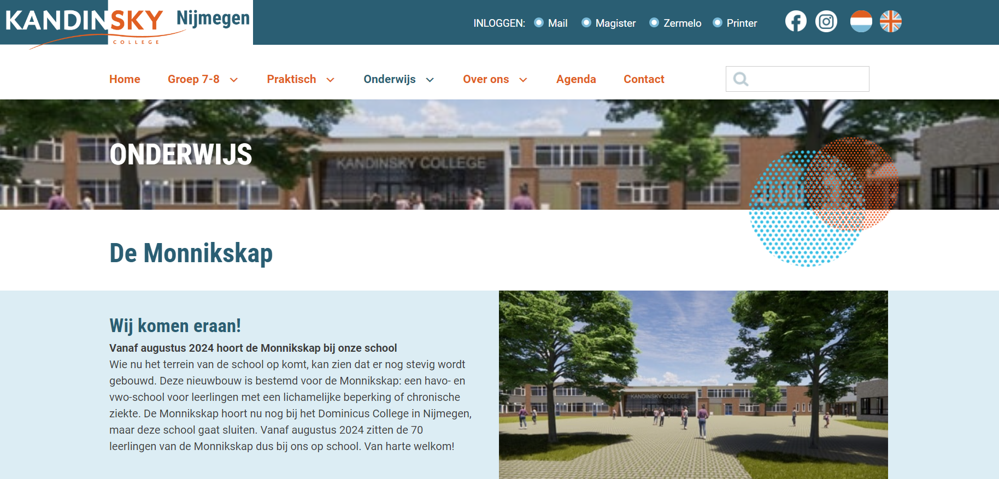 KANDINSKY Nijmegen
COLLEGE
INLOGGEN: Mail Magister Zermelo Printer
Home Groep 7-8 Praktisch Onderwijs Over ons Agenda Contact
KANDINSKY COLLEGE
ONDERWIJS
De Monnikskap
Wij komen eraan!
Vanaf augustus 2024 hoort de Monnikskap bij onze school
Wie nu het terrein van de school op komt, kan zien dat er nog stevig wordt
gebouwd. Deze nieuwbouw is bestemd voor de Monnikskap: een havo- en
vwo-school voor leerlingen met een lichamelijke beperking of chronische
ziekte. De Monnikskap hoort nu nog bij het Dominicus College in Nijmegen,
maar deze school gaat sluiten. Vanaf augustus 2024 zitten de 70
leerlingen van de Monnikskap dus bij ons op school. Van harte welkom!
KANDINSKY COLLEGE